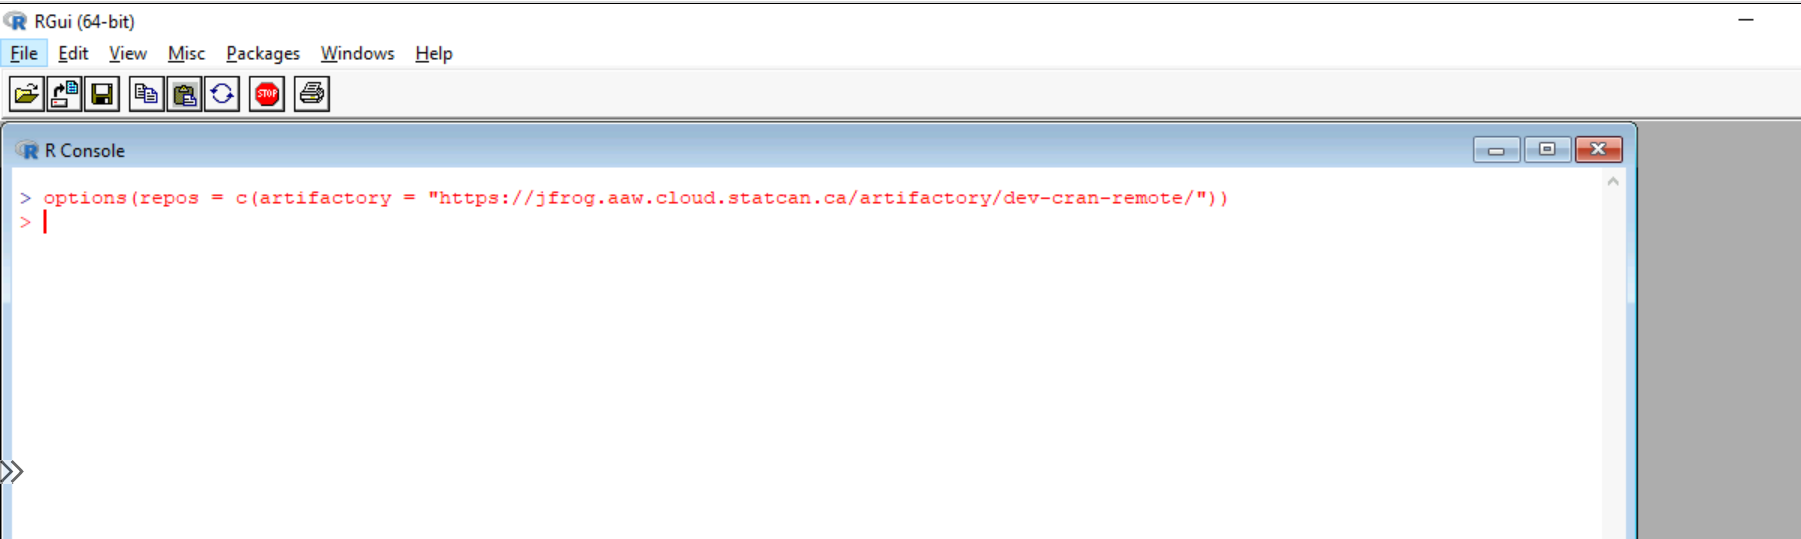 RGui (64-bit)
File Edit View Misc Packages Windows Help
STOP
R Console
> options(repos = c(artifactory = "https://jfrog.aaw.cloud.statcan.ca/artifactory/dev-cran-remote/"))
>